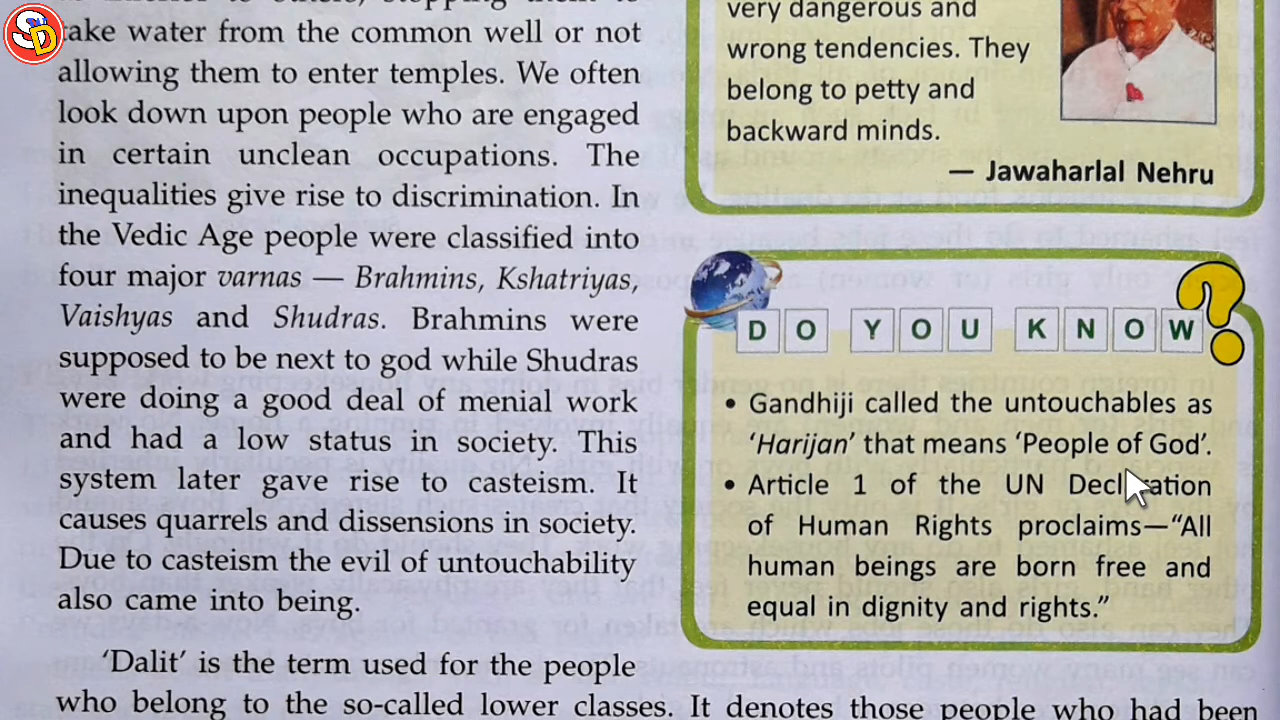 SD
take water from the common well or not
allowing them to enter temples. We often
look down upon people who are engaged
in certain unclean occupations. The
inequalities give rise to discrimination. In
the Vedic Age people were classified into
four major varnas — Brahmins, Kshatriyas,
Vaishyas and Shudras. Brahmins were
supposed to be next to god while Shudras
were doing a good deal of menial work
and had a low status in society. This
system later gave rise to casteism. It
causes quarrels and dissensions in society.
Due to casteism the evil of untouchability
also came into being.
'Dalit' is the term used for the people
who belong to the so-called lower classes. It denotes those people who had been
very dangerous and
wrong tendencies. They
belong to petty and
backward minds.
— Jawaharlal Nehru
DO YOU KNOW ?
• Gandhiji called the untouchables as
'Harijan' that means 'People of God'.
• Article 1 of the UN Declaration
of Human Rights proclaims—“All
human beings are born free and
equal in dignity and rights.”